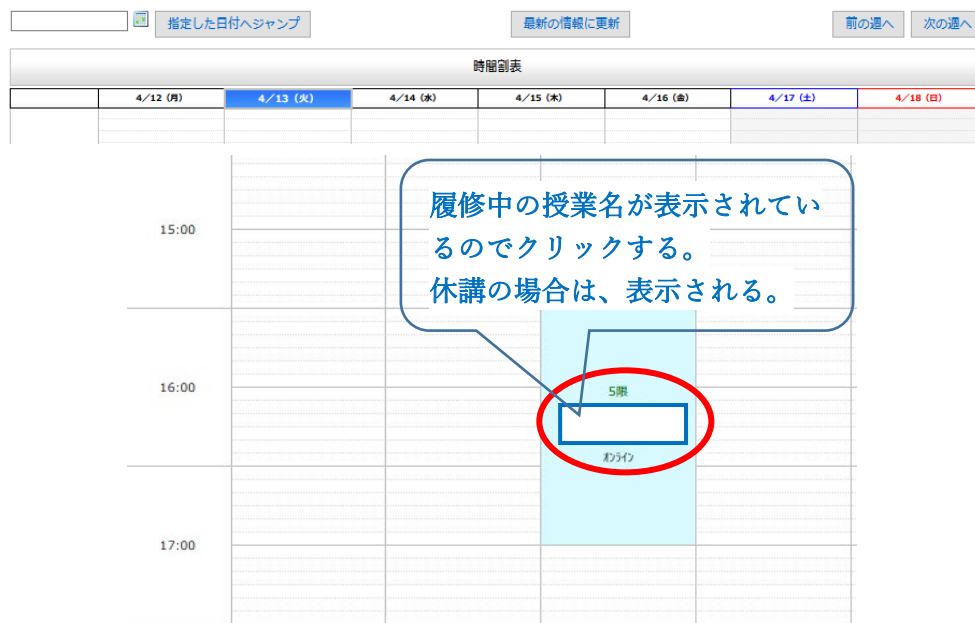 指定した日付へジャンプ 最新の情報に更新 前の週へ 次の週へ
時間割表
4/12 (月) 4/13 (火) 4/14 (水) 4/15 (木) 4/16 (金) 4/17 (土) 4/18 (日)
履修中の授業名が表示されてい
るのでクリックする。
休講の場合は、表示される。
15:00
16:00
5限
オンライン
17:00